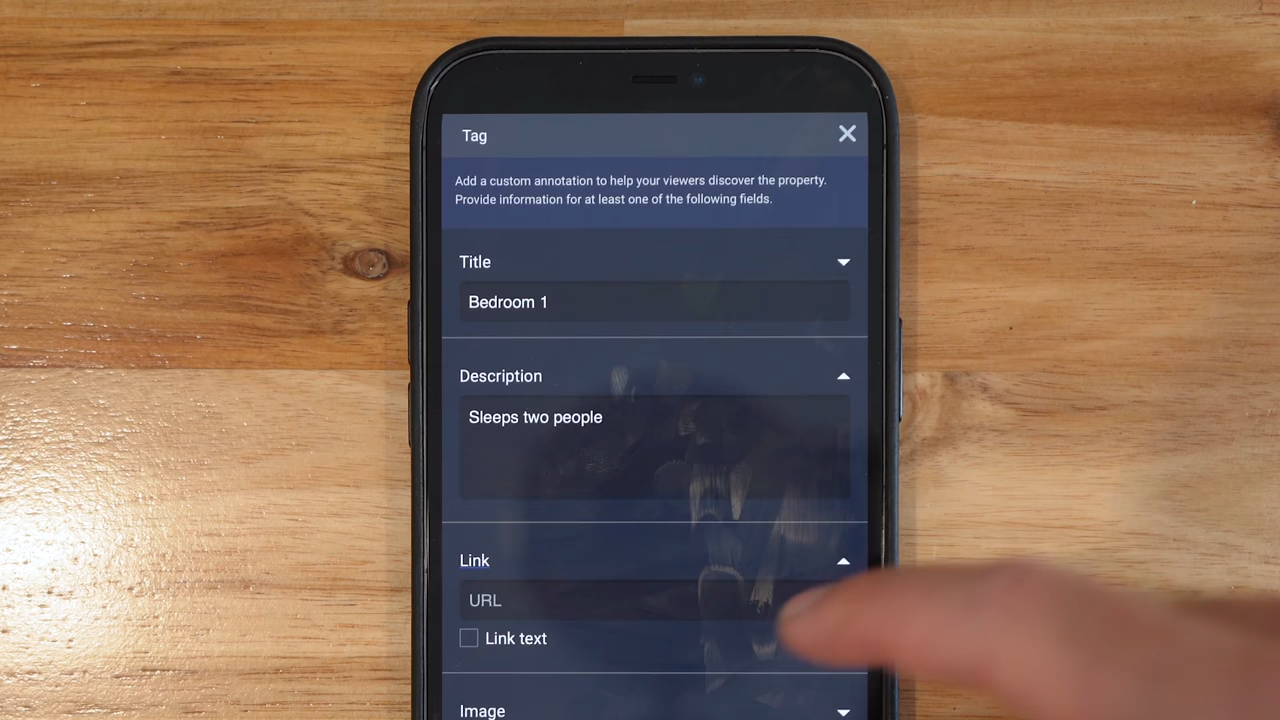 Tag
Add a custom annotation to help your viewers discover the property.
Provide information for at least one of the following fields.
Title
Bedroom 1
Description
Sleeps two people
Link
URL
Link text
Image